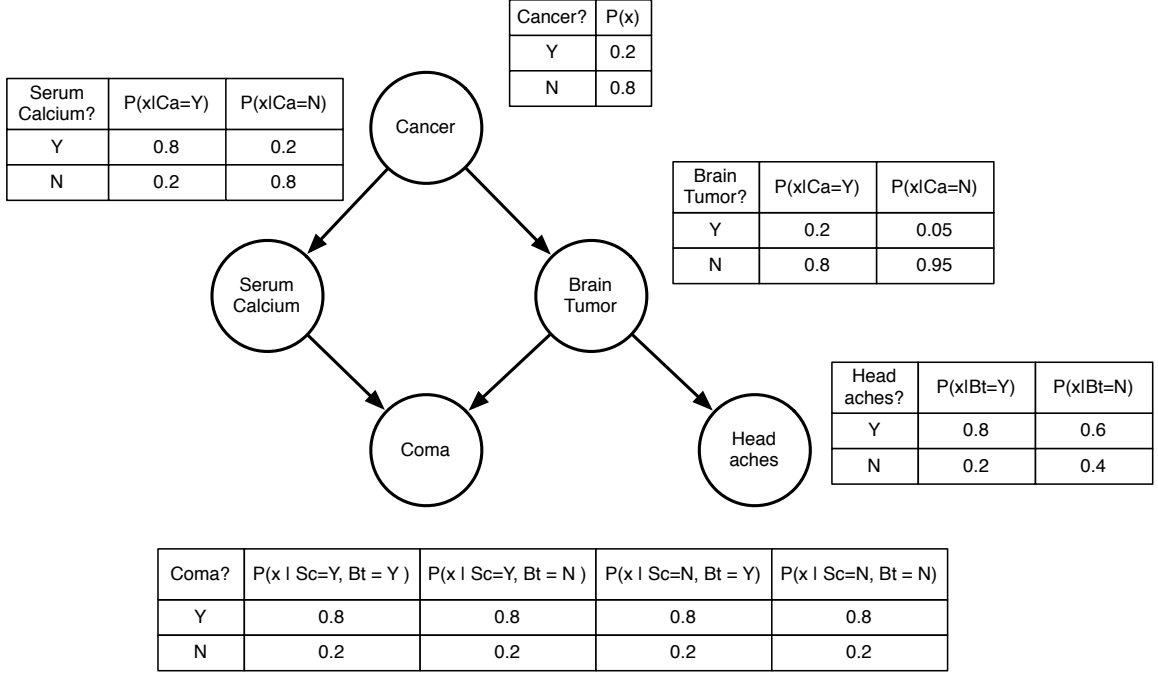 Cancer? P(x)
Y 0.2
N 0.8
Serum
Calcium? P(x|Ca=Y) P(x|Ca=N)
Y 0.8 0.2
N 0.2 0.8
Cancer
Brain
Tumor? P(x|Ca=Y) P(x|Ca=N)
Y 0.2 0.05
N 0.8 0.95
Serum
Calcium
Brain
Tumor
Head
aches? P(x|Bt=Y) P(x|Bt=N)
Y 0.8 0.6
N 0.2 0.4
Coma
Head
aches
Coma? P(x | Sc=Y, Bt = Y ) P(x | Sc=Y, Bt = N ) P(x | Sc=N, Bt = Y) P(x | Sc=N, Bt = N)
Y 0.8 0.8 0.8 0.8
N 0.2 0.2 0.2 0.2